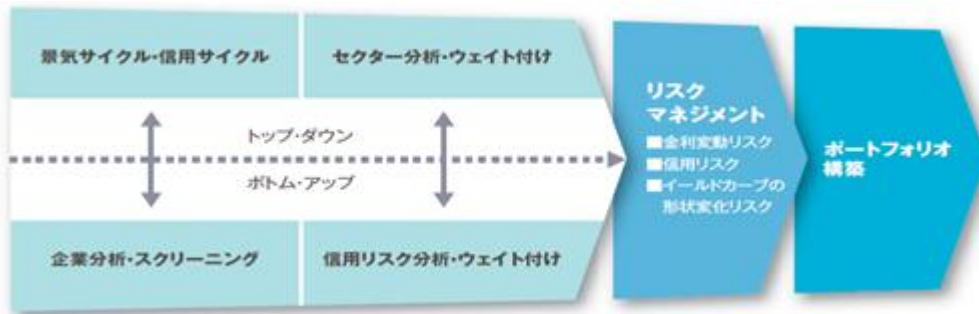 景気サイクル・信用サイクル
セクター分析・ウェイト付け
トップ・ダウン
ボトム・アップ
企業分析・スクリーニング
信用リスク分析・ウェイト付け
リスク
マネジメント
■金利変動リスク
■信用リスク
■イールドカーブの
形状変化リスク
ポートフォリオ
構築